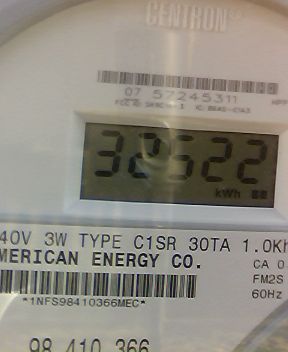 CENTRON®
07 57245311
32522
kWh
40V 3W TYPE C1SR 30TA 1.0Kh
MERICAN ENERGY CO.
CA 0
FM2S
60Hz
*1NFS98410366MEC*
98 410 366